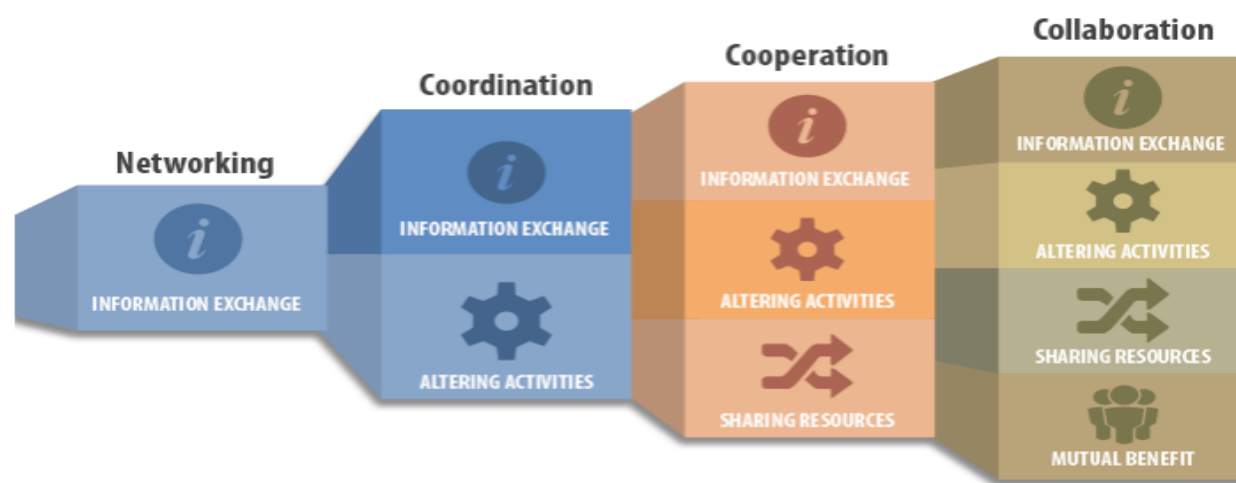 Networking
i
INFORMATION EXCHANGE
Coordination
i
INFORMATION EXCHANGE
ALTERING ACTIVITIES
Cooperation
i
INFORMATION EXCHANGE
ALTERING ACTIVITIES
SHARING RESOURCES
Collaboration
i
INFORMATION EXCHANGE
ALTERING ACTIVITIES
SHARING RESOURCES
MUTUAL BENEFIT